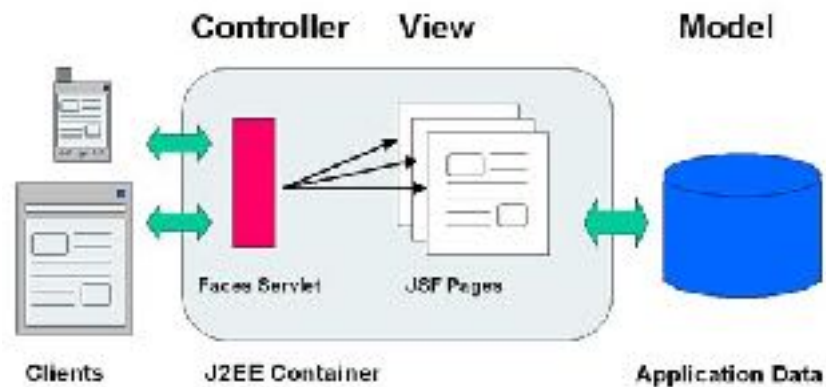 Controller View Model
Faces Servlet JSF Pages
Clients J2EE Container Application Data